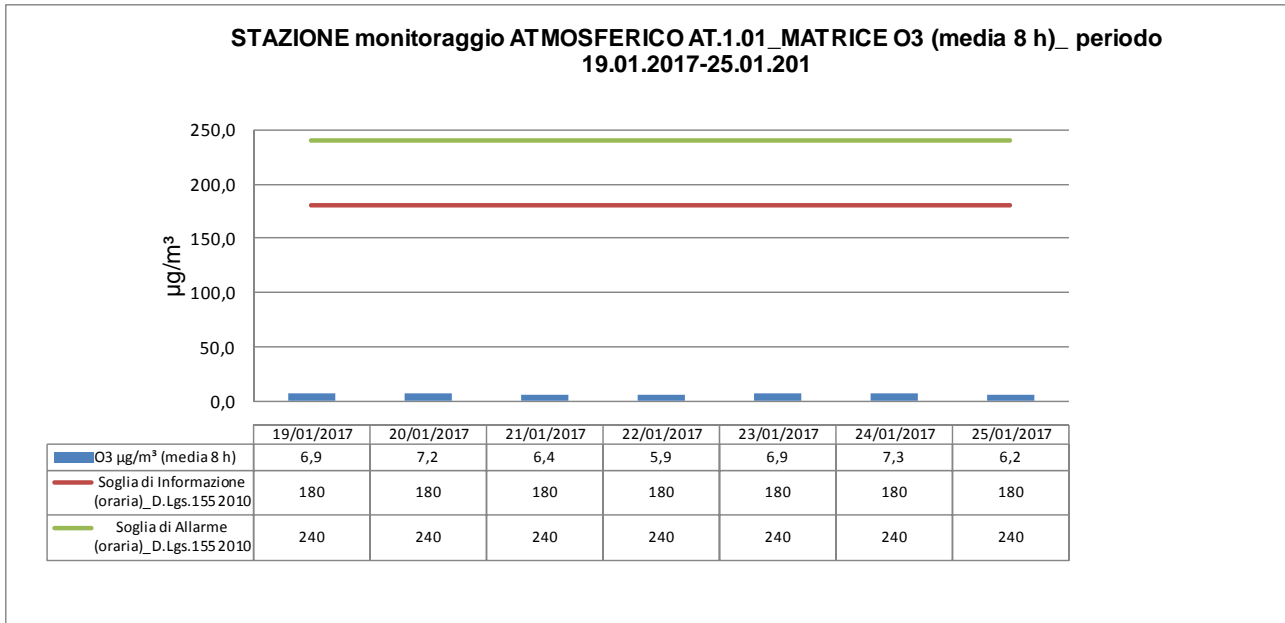 STAZIONE monitoraggio ATMOSFERICO AT.1.01_MATRICE O3 (media 8 h)_ periodo
19.01.2017-25.01.201
µg/m³
250,0
200,0
150,0
100,0
50,0
0,0
19/01/2017 20/01/2017 21/01/2017 22/01/2017 23/01/2017 24/01/2017 25/01/2017
O3 µg/m³ (media 8 h) 6,9 7,2 6,4 5,9 6,9 7,3 6,2
Soglia di Informazione
(oraria)_D.Lgs.155 2010 180 180 180 180 180 180 180
Soglia di Allarme
(oraria)_D.Lgs.155 2010 240 240 240 240 240 240 240